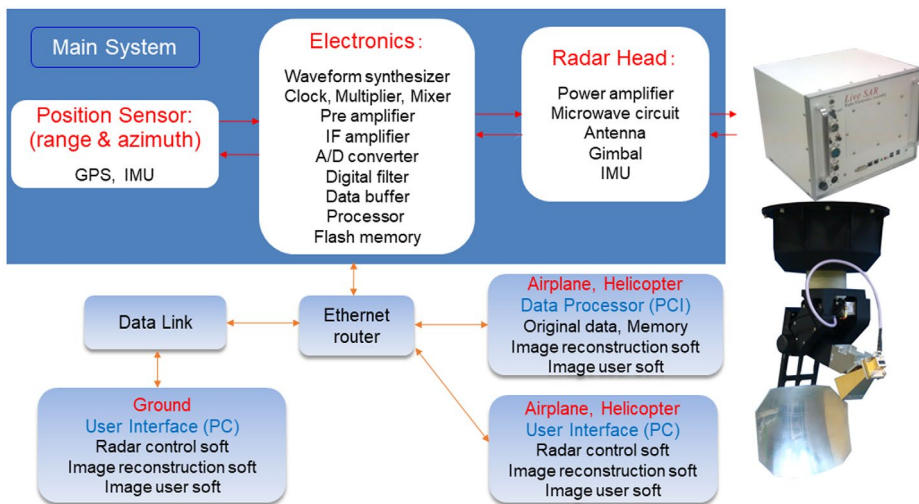 Main System
Position Sensor:
(range & azimuth)
GPS, IMU
Electronics:
Waveform synthesizer
Clock, Multiplier, Mixer
Pre amplifier
IF amplifier
A/D converter
Digital filter
Data buffer
Processor
Flash memory
Radar Head:
Power amplifier
Microwave circuit
Antenna
Gimbal
IMU
Live SAR
Data Link
Ethernet
router
Airplane, Helicopter
Data Processor (PCI)
Original data, Memory
Image reconstruction soft
Image user soft
Ground
User Interface (PC)
Radar control soft
Image reconstruction soft
Image user soft
Airplane, Helicopter
User Interface (PC)
Radar control soft
Image reconstruction soft
Image user soft